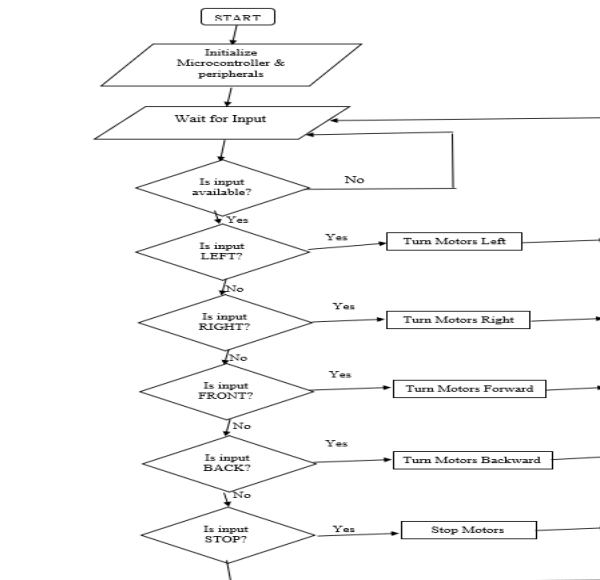 START
Initialize
Microcontroller &
peripherals
Wait for Input
Is input
available?
No
Yes
Is input
LEFT?
Yes
Turn Motors Left
No
Is input
RIGHT?
Yes
Turn Motors Right
No
Is input
FRONT?
Yes
Turn Motors Forward
No
Is input
BACK?
Yes
Turn Motors Backward
No
Is input
STOP?
Yes
Stop Motors